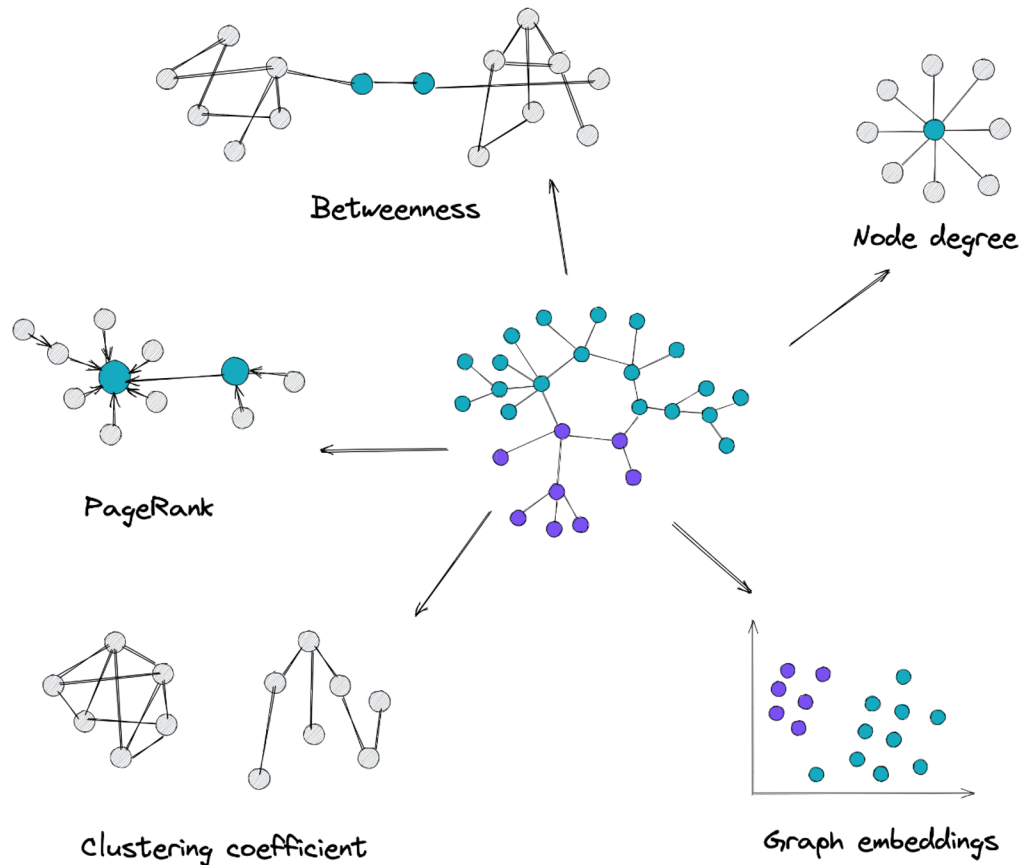 Betweenness
Node degree
PageRank
Clustering coefficient
Graph embeddings